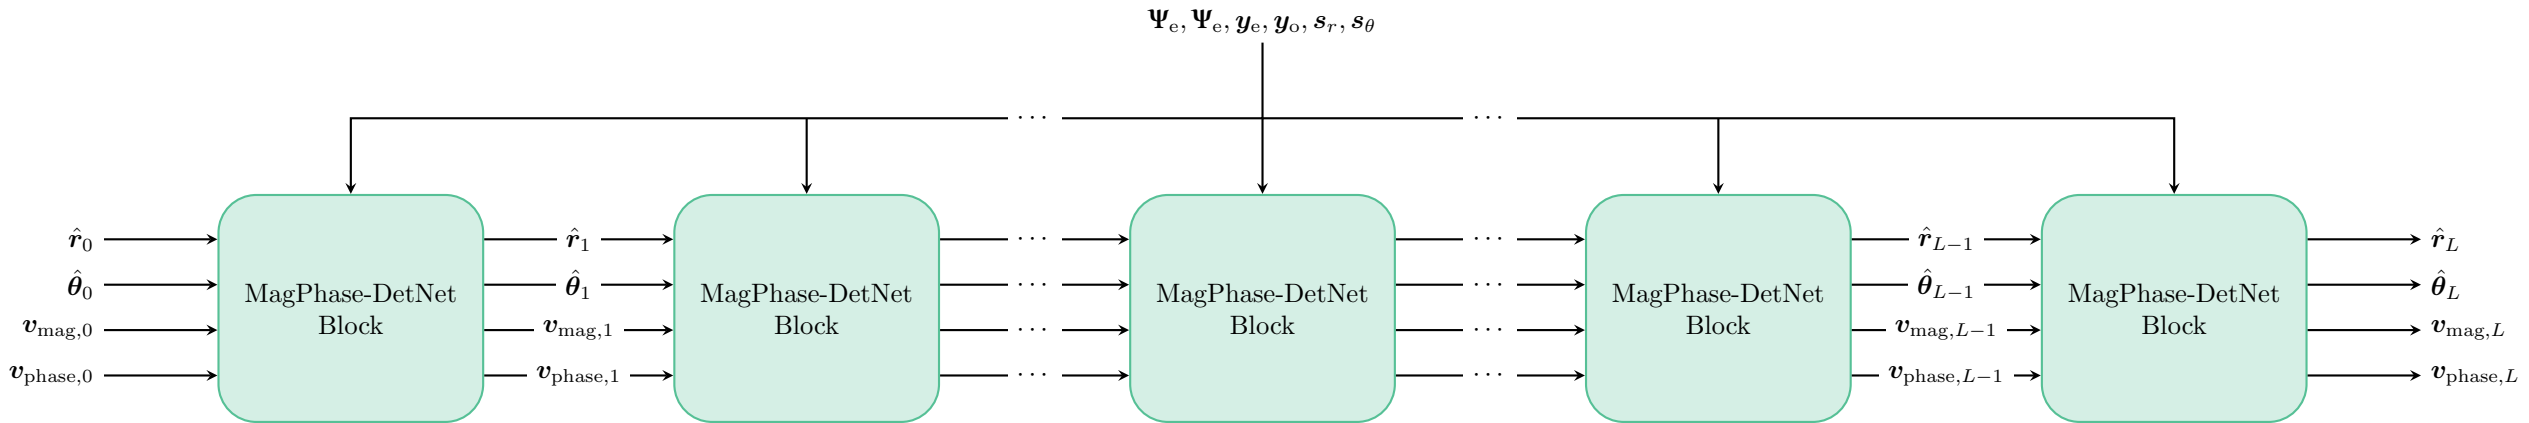 Ψe, Ψe, ye, yo, sr, sθ
··· ···
r̂0 r̂1 ··· ··· r̂L−1 r̂L
θ̂0 θ̂1 ··· ··· θ̂L−1 θ̂L
MagPhase-DetNet MagPhase-DetNet MagPhase-DetNet MagPhase-DetNet MagPhase-DetNet
Block Block Block Block Block
vmag,0 vmag,1 ··· ··· vmag,L−1 vmag,L
vphase,0 vphase,1 ··· ··· vphase,L−1 vphase,L